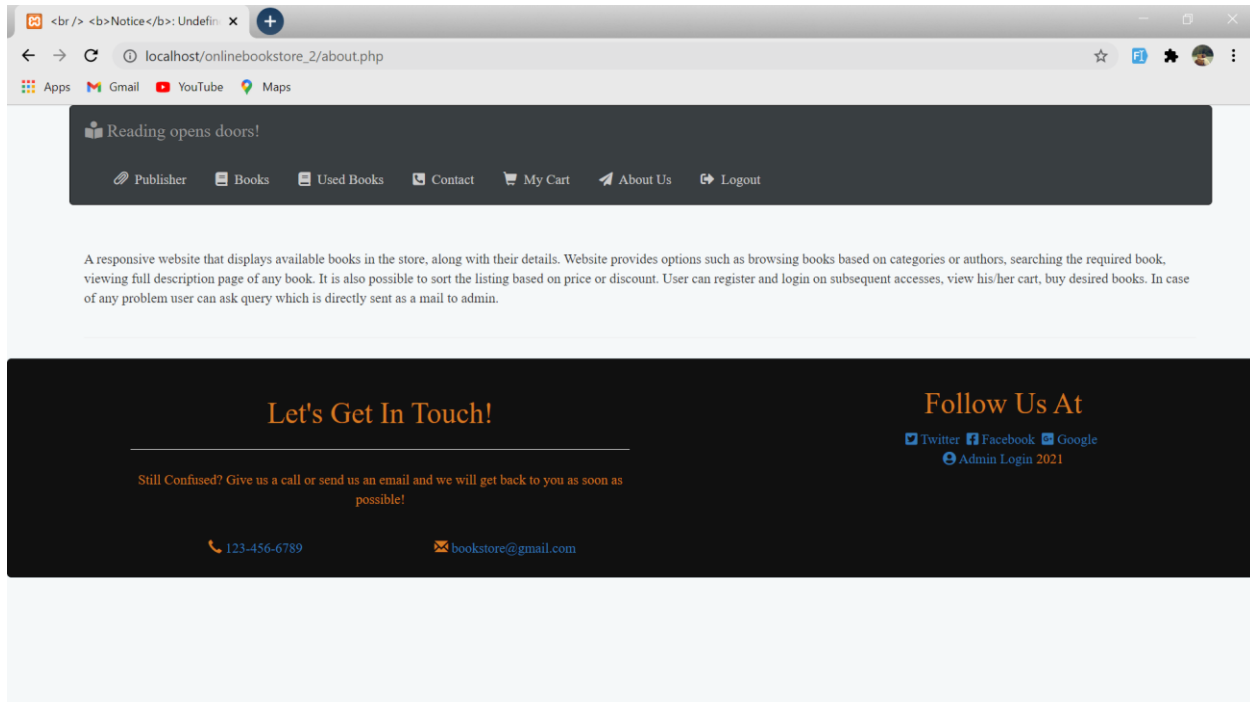 <br /> <b>Notice</b>: Undefin
localhost/onlinebookstore_2/about.php
Apps Gmail YouTube Maps
Reading opens doors!
Publisher Books Used Books Contact My Cart About Us Logout
A responsive website that displays available books in the store, along with their details. Website provides options such as browsing books based on categories or authors, searching the required book,
viewing full description page of any book. It is also possible to sort the listing based on price or discount. User can register and login on subsequent accesses, view his/her cart, buy desired books. In case
of any problem user can ask query which is directly sent as a mail to admin.
Let's Get In Touch!
Still Confused? Give us a call or send us an email and we will get back to you as soon as
possible!
123-456-6789 bookstore@gmail.com
Follow Us At
Twitter Facebook Google
Admin Login 2021